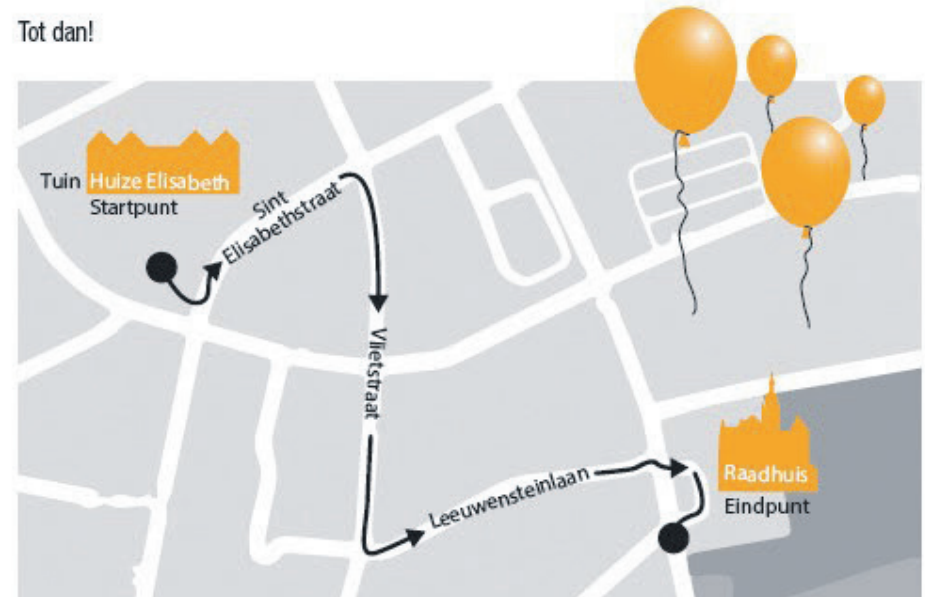 Tot dan!
Tuin Huize Elisabeth
Startpunt
Sint
Elisabethstraat
Vlietstraat
Leeuwensteinlaan
Raadhuis
Eindpunt